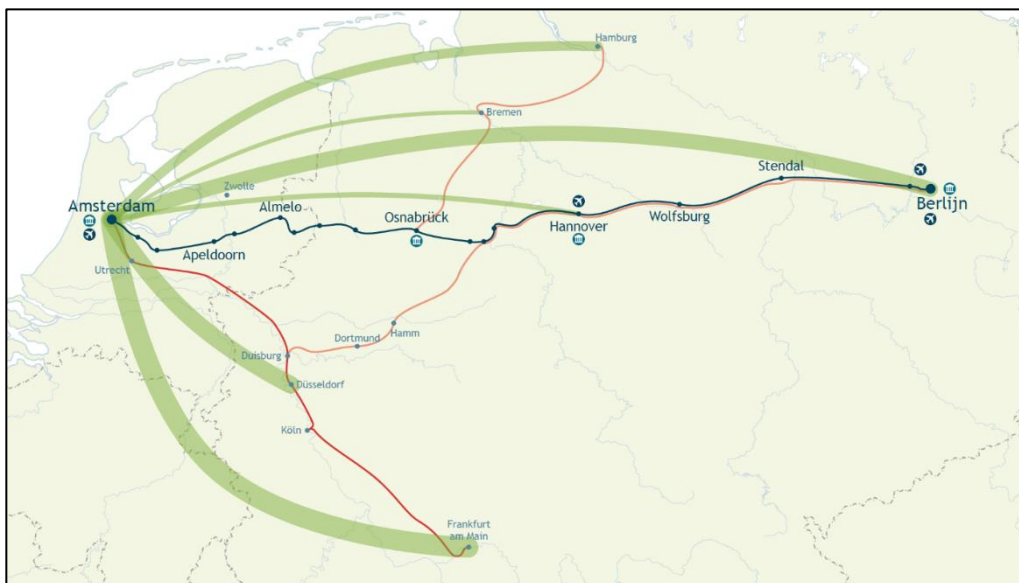 Hamburg
Bremen
Zwolle
Stendal
Amsterdam
Almelo
Osnabrück
Berlijn
Hannover
Wolfsburg
Apeldoorn
Utrecht
Hamm
Dortmund
Duisburg
Düsseldorf
Köln
Frankfurt
am Main